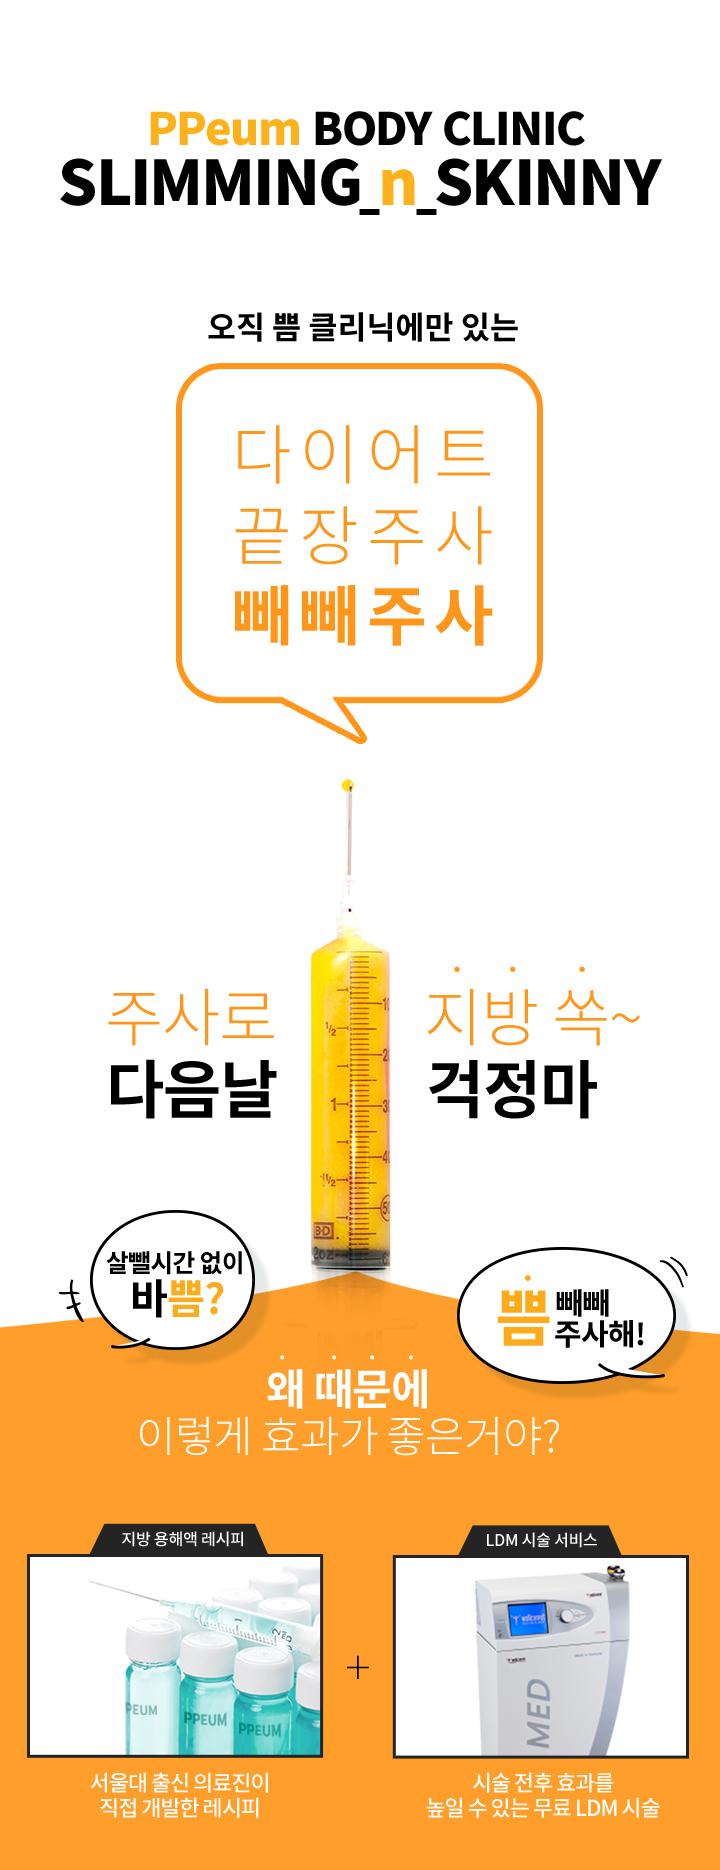 PPeum BODY CLINIC
SLIMMING_n_SKINNY
오직 쁨 클리닉에만 있는
다이어트
끝장주사
빼빼주사
주사로
다음날
지방 쏙~
걱정마
살뺄시간 없이
바쁨?
쁨 빼빼
주사해!
왜 때문에
이렇게 효과가 좋은거야?
지방 용해액 레시피
PPEUM
PPEUM
PPEUM
서울대 출신 의료진이
직접 개발한 레시피
+
LDM 시술 서비스
MED
시술 전후 효과를
높일 수 있는 무료 LDM 시술